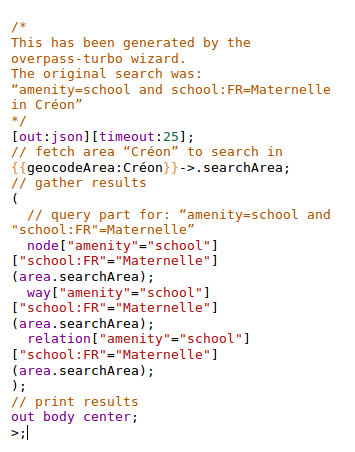 /*
This has been generated by the
overpass-turbo wizard.
The original search was:
“amenity=school and school:FR=Maternelle
in Créon”
*/
[out:json][timeout:25];
// fetch area “Créon” to search in
{{geocodeArea:Créon}}->.searchArea;
// gather results
(
  // query part for: “amenity=school and
"school:FR"=Maternelle”
  node["amenity"="school"]
["school:FR"="Maternelle"]
(area.searchArea);
  way["amenity"="school"]
["school:FR"="Maternelle"]
(area.searchArea);
  relation["amenity"="school"]
["school:FR"="Maternelle"]
(area.searchArea);
);
// print results
out body center;
>;